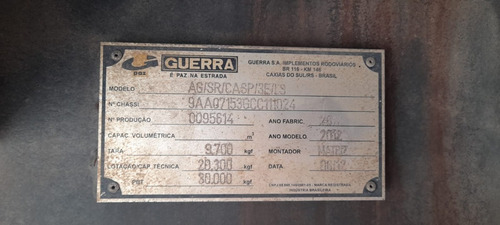 GUERRA
É PAZ NA ESTRADA
GUERRA S.A. IMPLEMENTOS RODOVIÁRIOS
BR 116 - KM 146
CAXIAS DO SUL/RS - BRASIL
MODELO AG/SR/CASP/3E/
Nº CHASSI
Nº PRODUÇÃO 0095614 ANO FABRIC.
CAPAC. VOLUMÉTRICA m³ ANO MODELO 2012
TARA 9.700 kgf MONTADOR
LOTAÇÃO/CAP. TÉCNICA 20.300 kgf DATA
PBT 30.000 kgf
INDÚSTRIA BRASILEIRA